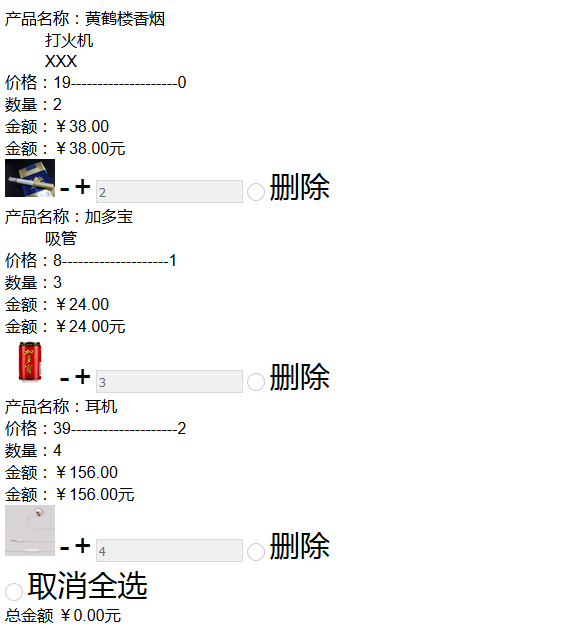 产品名称：黄鹤楼香烟
打火机
XXX
价格：19--------------------0
数量：2
金额：￥38.00
金额：￥38.00元
- + 2 删除
产品名称：加多宝
吸管
价格：8--------------------1
数量：3
金额：￥24.00
金额：￥24.00元
加多宝
- + 3 删除
产品名称：耳机
价格：39--------------------2
数量：4
金额：￥156.00
金额：￥156.00元
- + 4 删除
取消全选
总金额 ￥0.00元